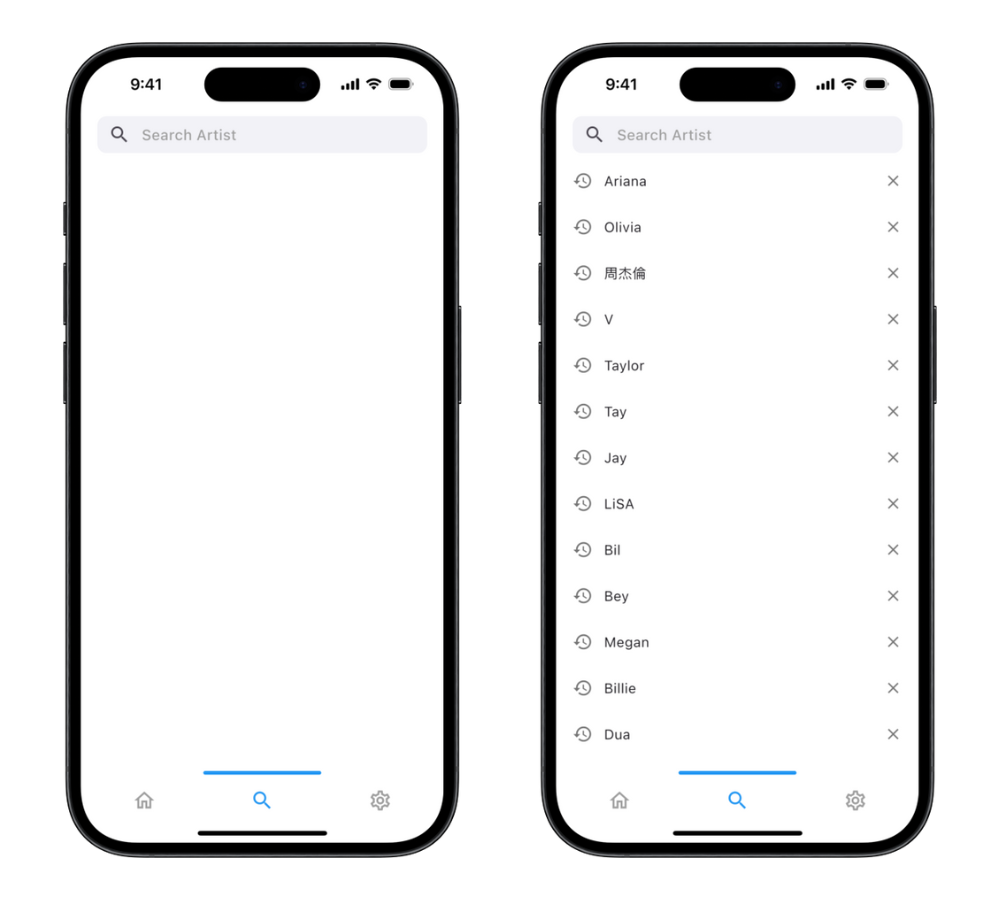 9:41
Search Artist
9:41
Search Artist
Ariana
Olivia
周杰倫
V
Taylor
Tay
Jay
LiSA
Bil
Bey
Megan
Billie
Dua